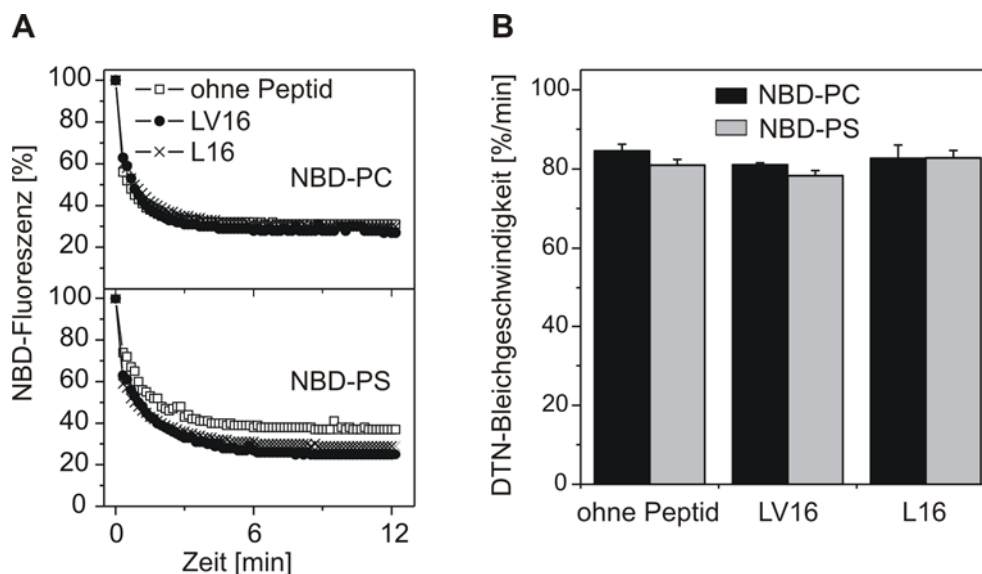 A
NBD-Fluoreszenz [%]
100
80
60
40
20
ohne Peptid
LV16
L16
NBD-PC
100
80
60
40
20
0
NBD-PS
0
6
12
Zeit [min]
B
DTN-Bleichgeschwindigkeit [%/min]
100
80
60
40
20
0
NBD-PC
NBD-PS
ohne Peptid
LV16
L16